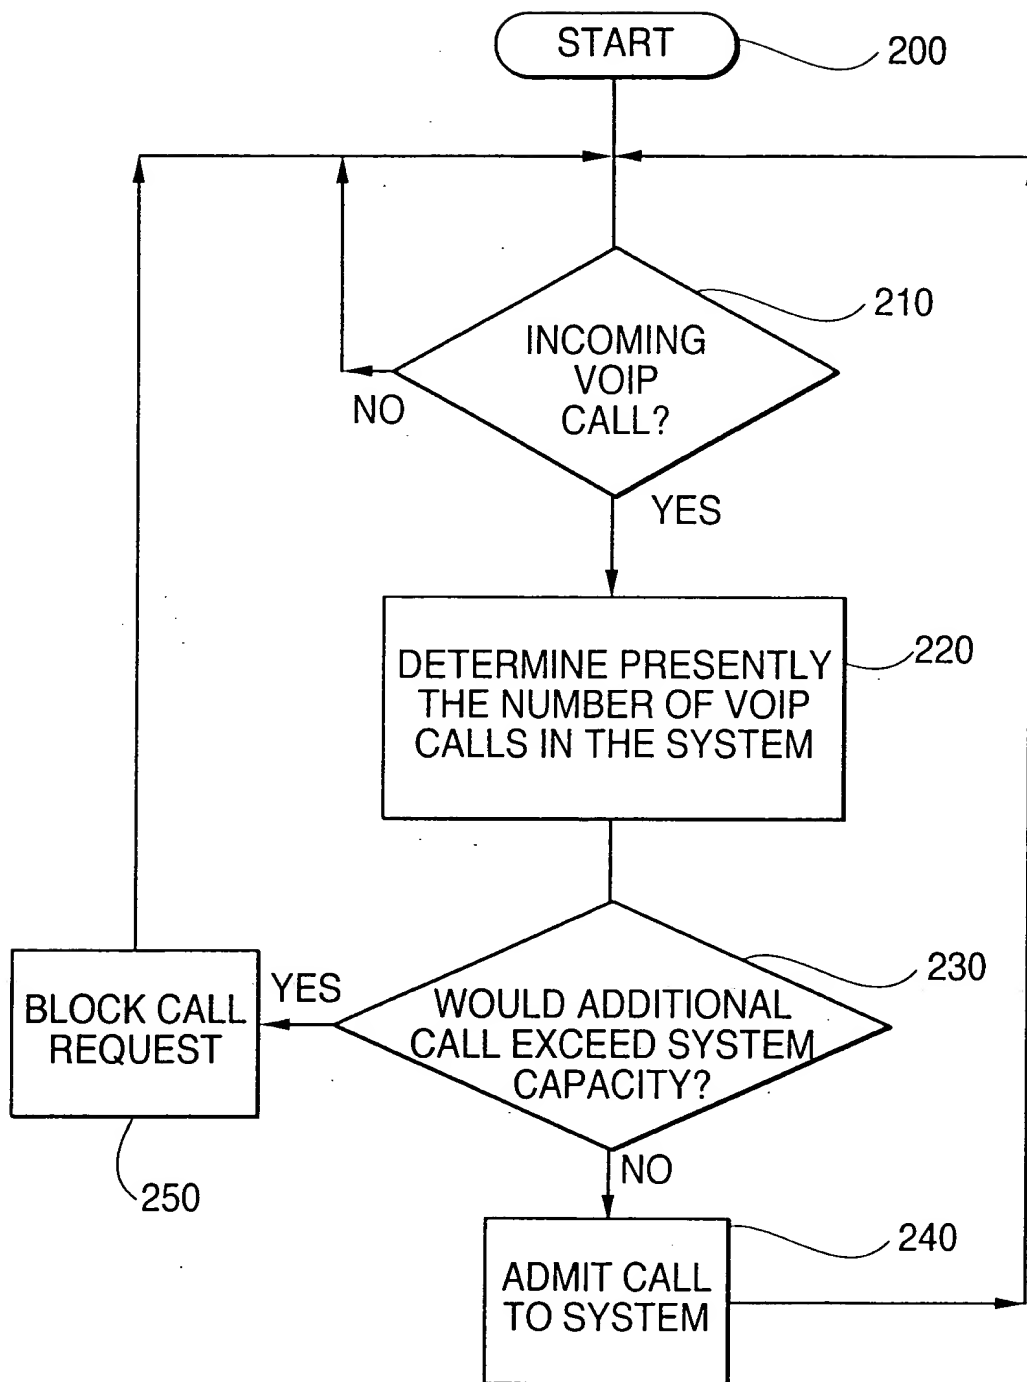 START
200
INCOMING
VOIP
CALL?
210
NO
YES
DETERMINE PRESENTLY
THE NUMBER OF VOIP
CALLS IN THE SYSTEM
220
WOULD ADDITIONAL
CALL EXCEED SYSTEM
CAPACITY?
230
YES
BLOCK CALL
REQUEST
250
NO
ADMIT CALL
TO SYSTEM
240